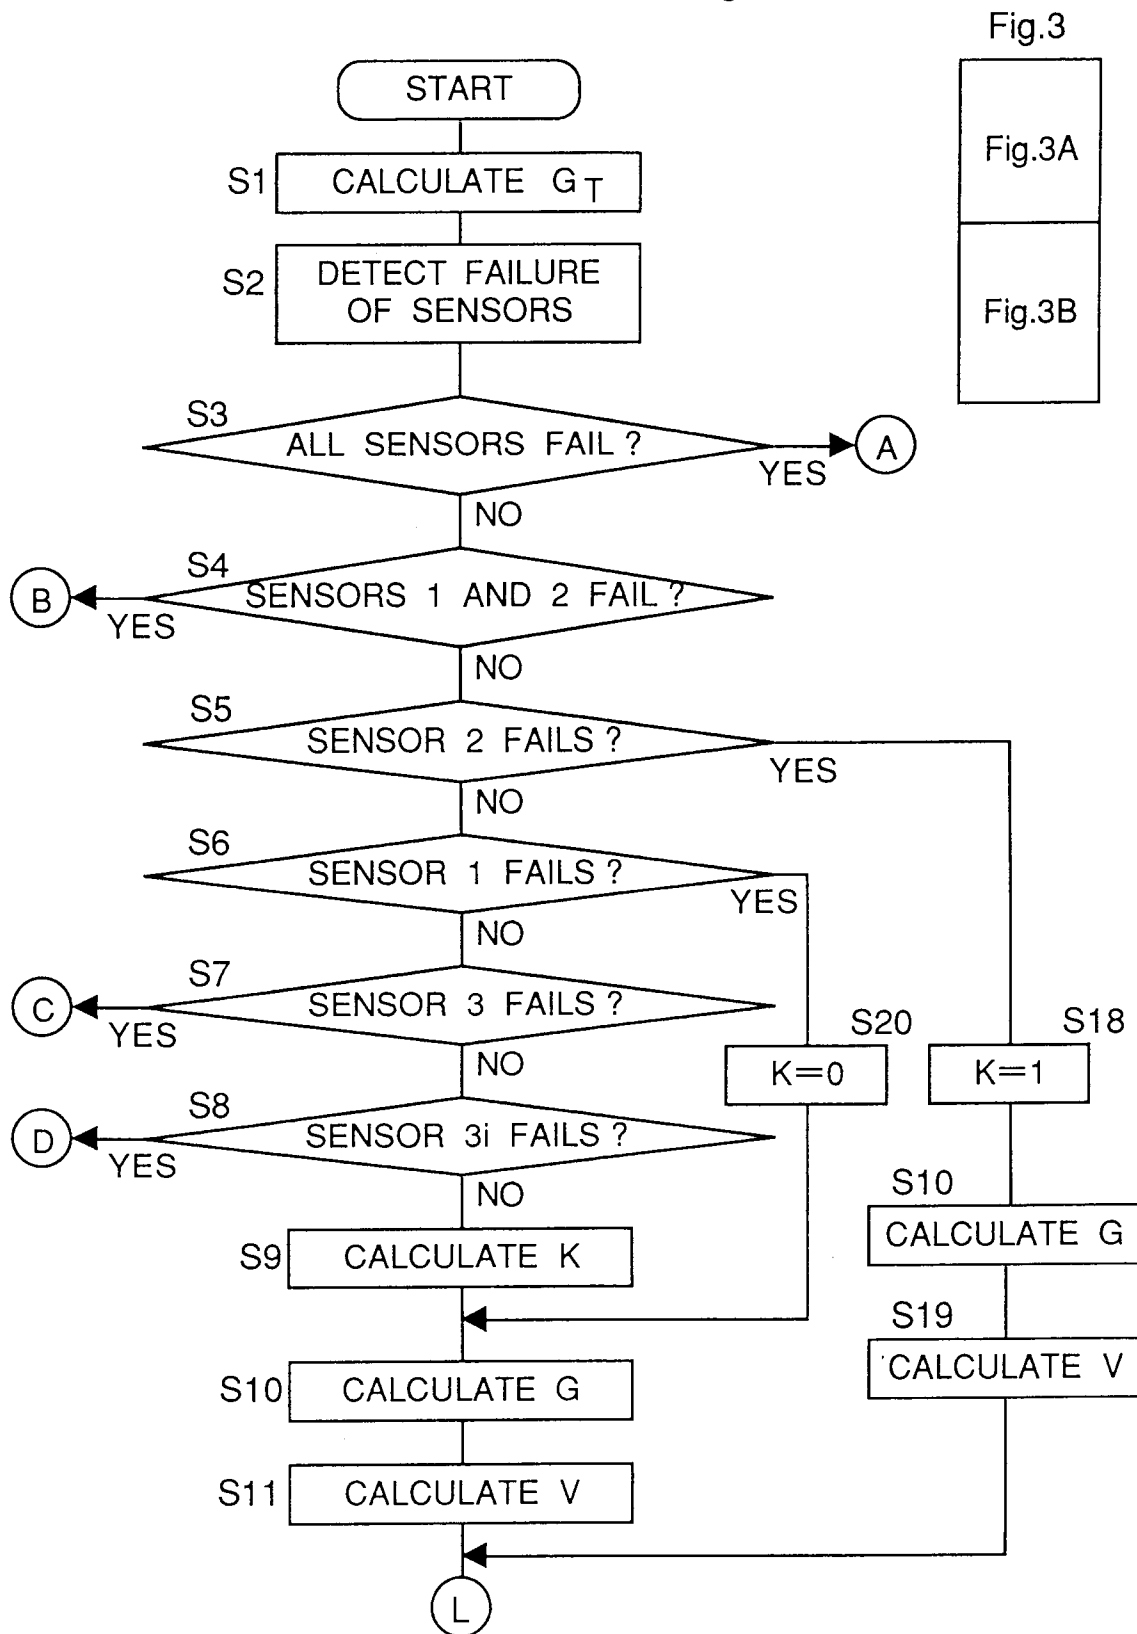 Fig.3
Fig.3A
Fig.3B
START
S1
CALCULATE GT
S2
DETECT FAILURE
OF SENSORS
S3
ALL SENSORS FAIL?
YES
A
NO
S4
SENSORS 1 AND 2 FAIL?
B
YES
NO
S5
SENSOR 2 FAILS?
YES
NO
S6
SENSOR 1 FAILS?
YES
NO
S7
SENSOR 3 FAILS?
C
YES
NO
S20
K=0
S18
K=1
S8
SENSOR 3i FAILS?
D
YES
NO
S10
CALCULATE G
S9
CALCULATE K
S19
CALCULATE V
S10
CALCULATE G
S11
CALCULATE V
L